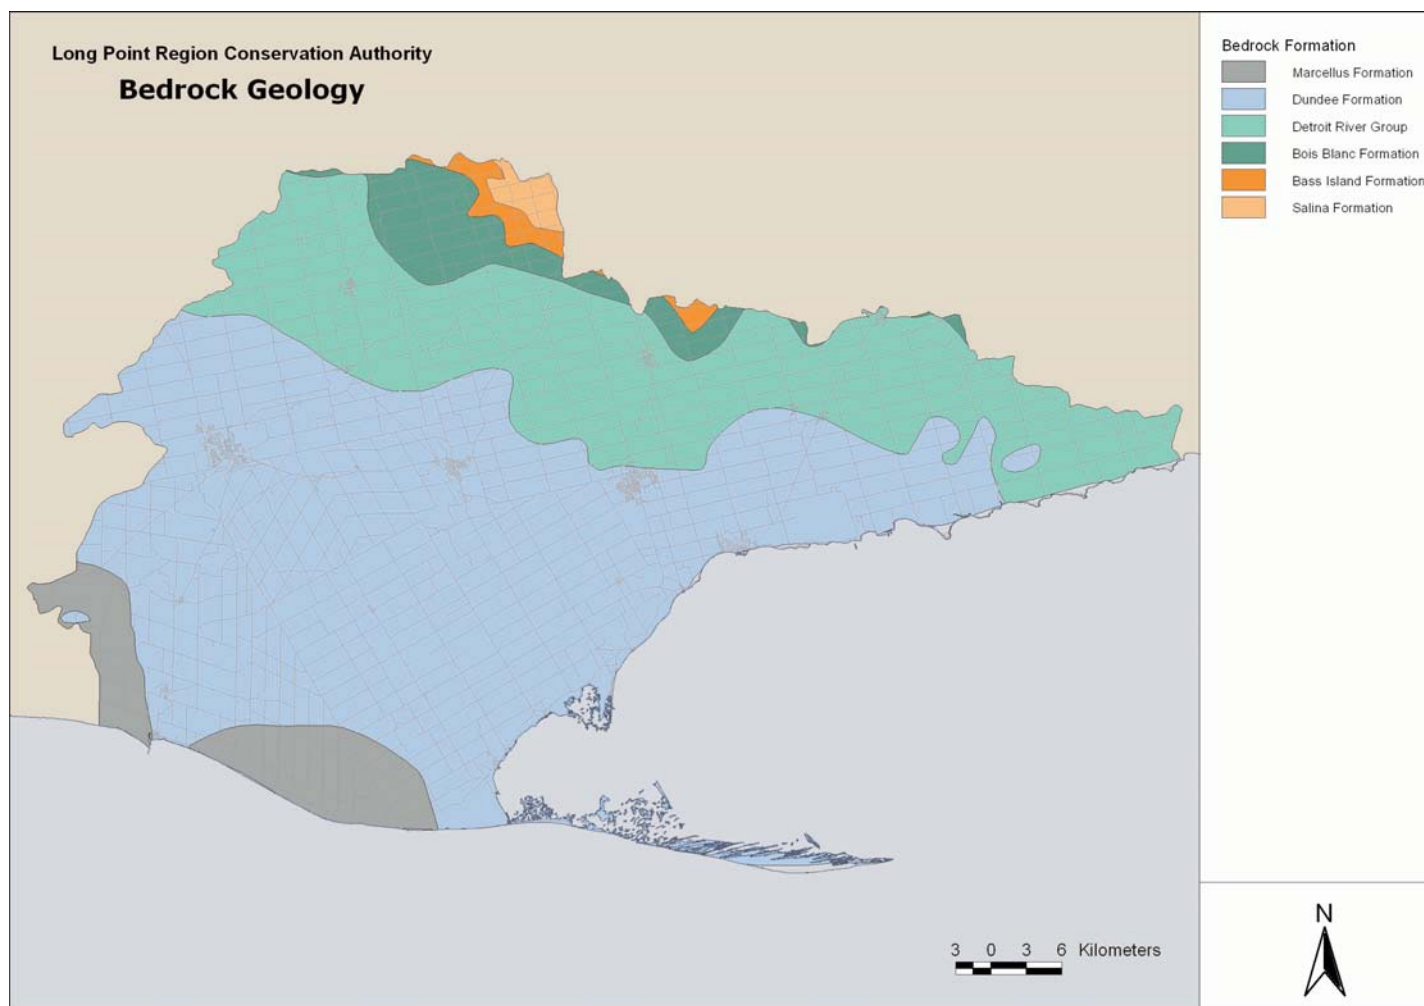 Long Point Region Conservation Authority
Bedrock Geology
Bedrock Formation
Marcellus Formation
Dundee Formation
Detroit River Group
Bois Blanc Formation
Bass Island Formation
Salina Formation
3 0 3 6 Kilometers
N